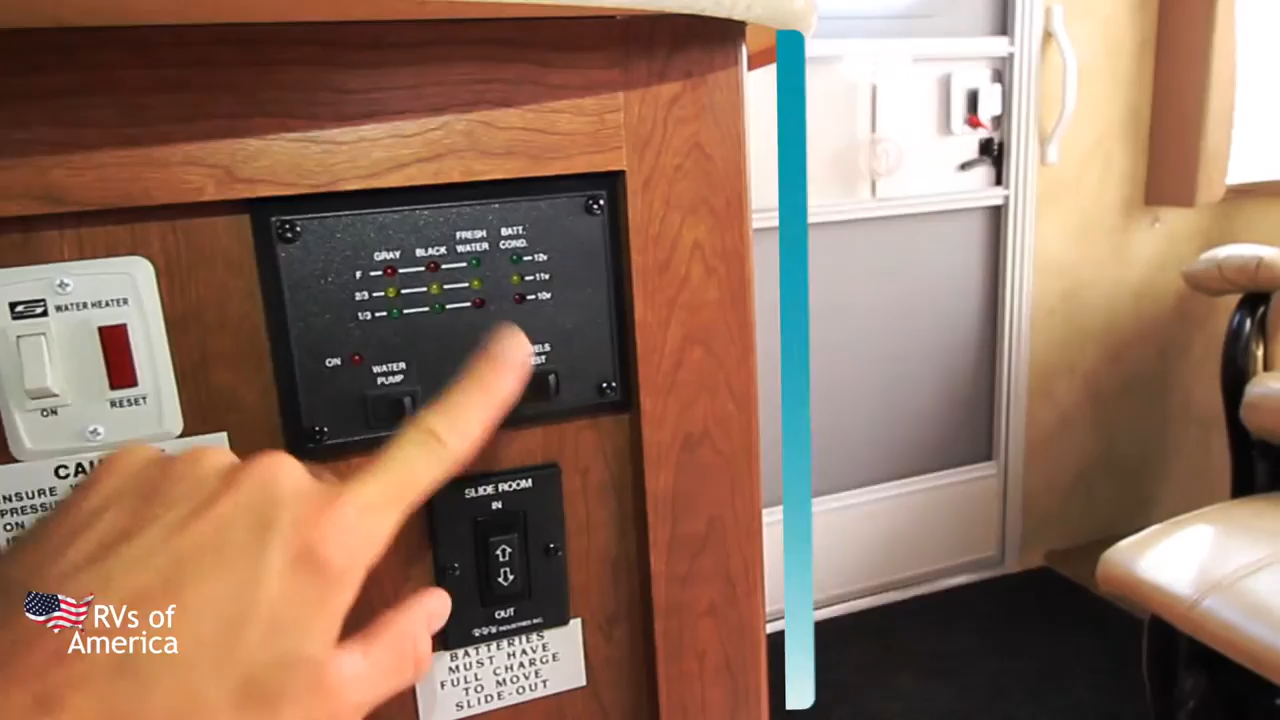 GRAY BLACK FRESH WATER BATT. COND.
F 12v
2/3 11v
1/3 10v
ON
WATER
PUMP
WATER HEATER
ON RESET
SLIDE ROOM
IN
OUT
BATTERIES
MUST HAVE
FULL CHARGE
TO MOVE
SLIDE-OUT
RVs of
America